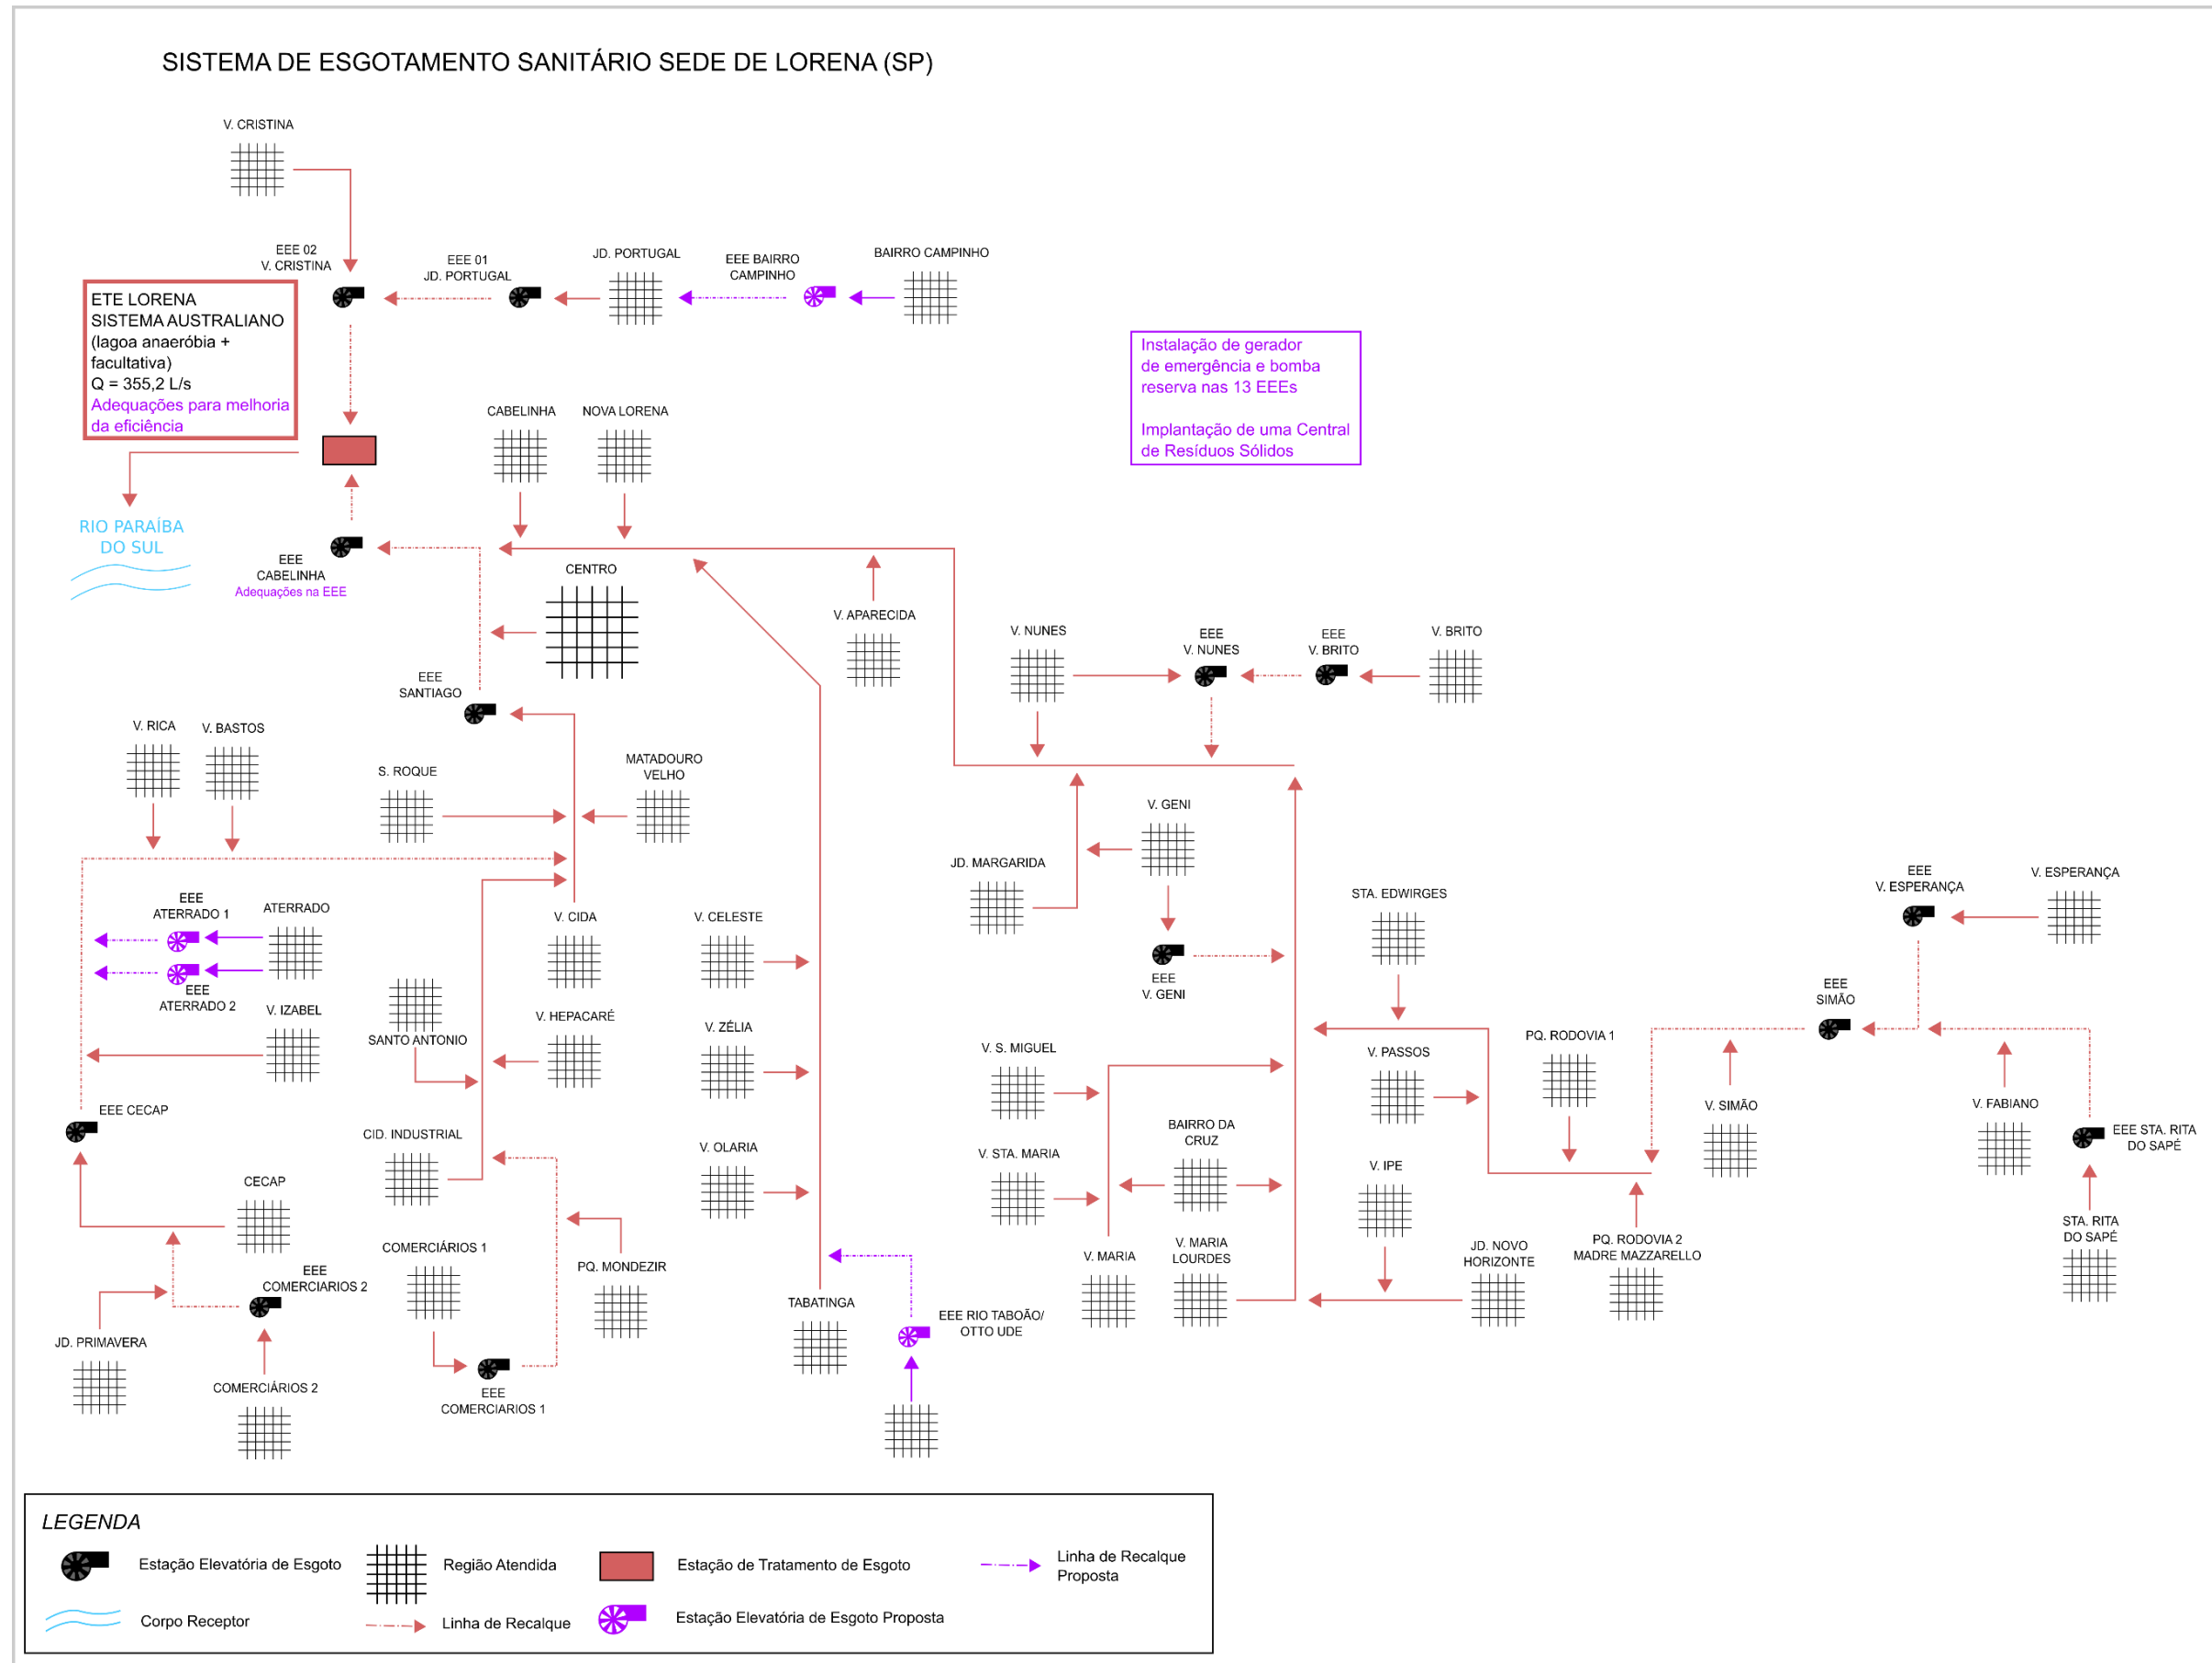 SISTEMA DE ESGOTAMENTO SANITÁRIO SEDE DE LORENA (SP)
V. CRISTINA
EEE 02
V. CRISTINA
EEE 01
JD. PORTUGAL
JD. PORTUGAL
EEE BAIRRO
CAMPINHO
BAIRRO CAMPINHO
ETE LORENA
SISTEMA AUSTRALIANO
(lagoa anaeróbia +
facultativa)
Q = 355,2 L/s
Adequações para melhoria
da eficiência
Instalação de gerador
de emergência e bomba
reserva nas 13 EEEs
Implantação de uma Central
de Resíduos Sólidos
CABELINHA
NOVA LORENA
RIO PARAÍBA
DO SUL
EEE
CABELINHA
Adequações na EEE
CENTRO
V. APARECIDA
V. NUNES
EEE
V. NUNES
EEE
V. BRITO
V. BRITO
EEE
SANTIAGO
V. RICA
V. BASTOS
S. ROQUE
MATADOURO
VELHO
V. GENI
JD. MARGARIDA
EEE
V. GENI
STA. EDWIRGES
EEE
V. ESPERANÇA
V. ESPERANÇA
EEE
ATERRADO 1
ATERRADO
EEE
ATERRADO 2
V. IZABEL
V. CIDA
V. CELESTE
SANTO ANTONIO
V. HEPACARÉ
V. ZÉLIA
V. S. MIGUEL
V. PASSOS
PQ. RODOVIA 1
EEE
SIMÃO
V. SIMÃO
V. FABIANO
EEE STA. RITA
DO SAPÉ
EEE CECAP
CID. INDUSTRIAL
V. OLARIA
V. STA. MARIA
BAIRRO DA
CRUZ
V. IPE
CECAP
STA. RITA
DO SAPÉ
COMERCIÁRIOS 1
PQ. MONDEZIR
V. MARIA
V. MARIA
LOURDES
JD. NOVO
HORIZONTE
PQ. RODOVIA 2
MADRE MAZZARELLO
EEE
COMERCIARIOS 2
JD. PRIMAVERA
TABATINGA
EEE RIO TABOÃO/
OTTO UDE
COMERCIÁRIOS 2
EEE
COMERCIARIOS 1
LEGENDA
Estação Elevatória de Esgoto
Região Atendida
Estação de Tratamento de Esgoto
Linha de Recalque
Proposta
Corpo Receptor
Linha de Recalque
Estação Elevatória de Esgoto Proposta